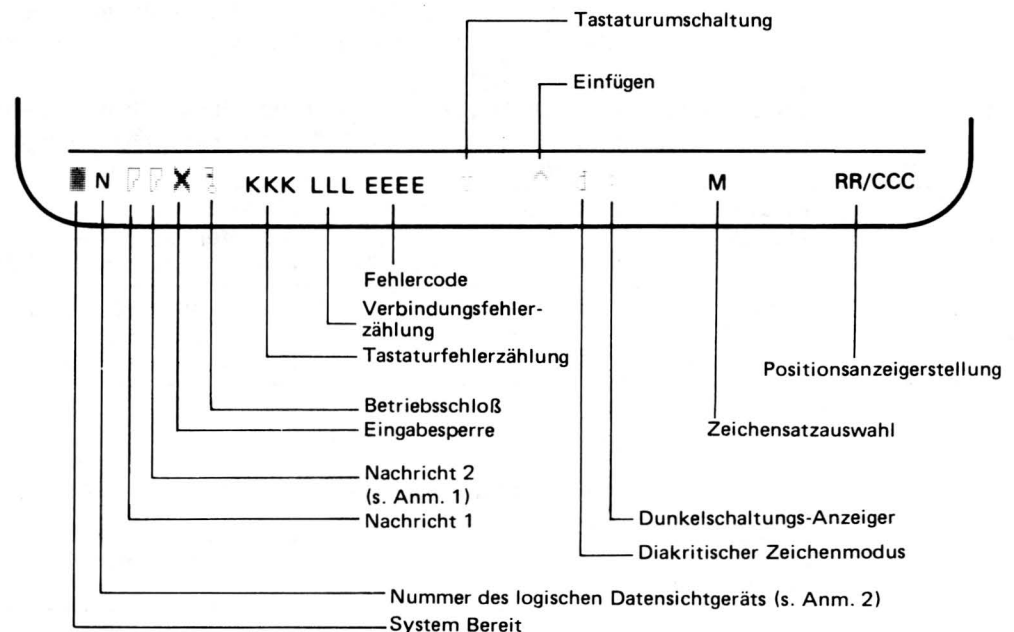 Tastaturumschaltung
Einfügen
N X KKK LLL EEEE M RR/CCC
Fehlercode
Verbindungsfehler-
zählung
Tastaturfehlerzählung
Positionsanzeigerstellung
Betriebsschloß
Eingabesperre
Zeichensatzauswahl
Nachricht 2
(s. Anm. 1)
Nachricht 1
Dunkelschaltungs-Anzeiger
Diakritischer Zeichenmodus
Nummer des logischen Datensichtgeräts (s. Anm. 2)
System Bereit